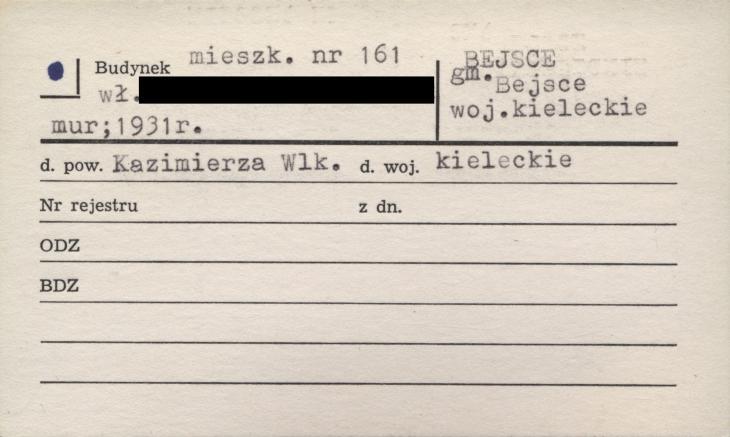 Budynek mieszk. nr 161
wł.
mur;1931r.
BEJSCE
gm.Bejsce
woj.kieleckie
d. pow. Kazimierza Wlk. d. woj. kieleckie
Nr rejestru z dn.
ODZ
BDZ